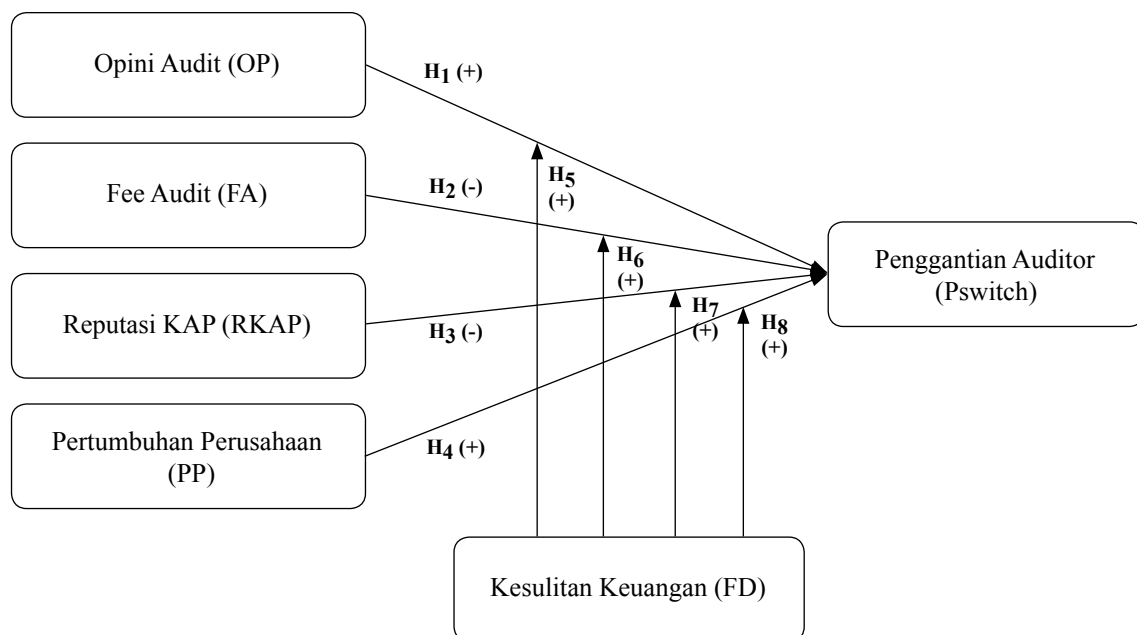 Opini Audit (OP)
H1 (+)
Fee Audit (FA)
H2 (-)
H5
(+)
H6
(+)
Penggantian Auditor
(Pswitch)
Reputasi KAP (RKAP)
H3 (-)
H7
(+)
H8
(+)
Pertumbuhan Perusahaan
(PP)
H4 (+)
Kesulitan Keuangan (FD)